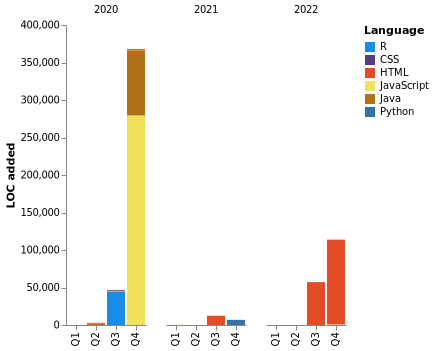 2020 2021 2022
400,000
350,000
300,000
250,000
200,000
150,000
100,000
50,000
0
LOC added
Q1 Q2 Q3 Q4 Q1 Q2 Q3 Q4 Q1 Q2 Q3 Q4
Language
R
CSS
HTML
JavaScript
Java
Python